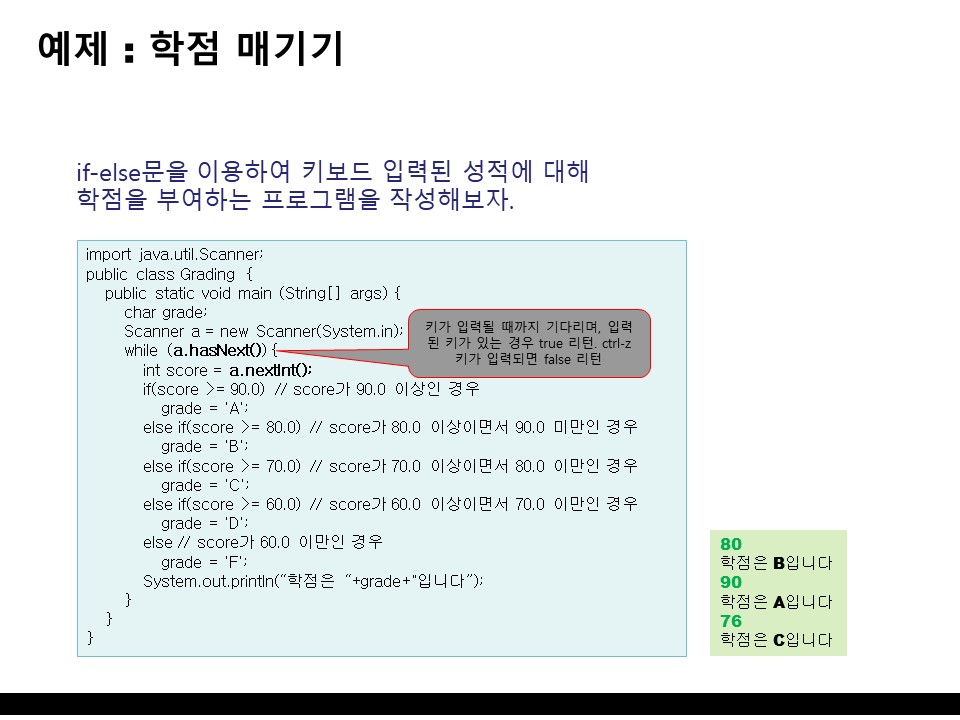 예제 : 학점 매기기
if-else문을 이용하여 키보드 입력된 성적에 대해
학점을 부여하는 프로그램을 작성해보자.
import java.util.Scanner;
public class Grading {
public static void main (String[] args) {
char grade;
Scanner a = new Scanner(System.in);
while (a.hasNext()){
int score = a.nextInt();
if(score >= 90.0) // score가 90.0 이상인 경우
grade = 'A';
else if(score >= 80.0) // score가 80.0 이상이면서 90.0 미만인 경우
grade = 'B';
else if(score >= 70.0) // score가 70.0 이상이면서 80.0 이만인 경우
grade = 'C';
else if(score >= 60.0) // score가 60.0 이상이면서 70.0 이만인 경우
grade = 'D';
else // score가 60.0 이만인 경우
grade = 'F';
System.out.println(“학점은 “+grade+"입니다”);
}
}
}
키가 입력될 때까지 기다리며, 입력
된 키가 있는 경우 true 리턴. ctrl-z
키가 입력되면 false 리턴
80
학점은 B입니다
90
학점은 A입니다
76
학점은 C입니다